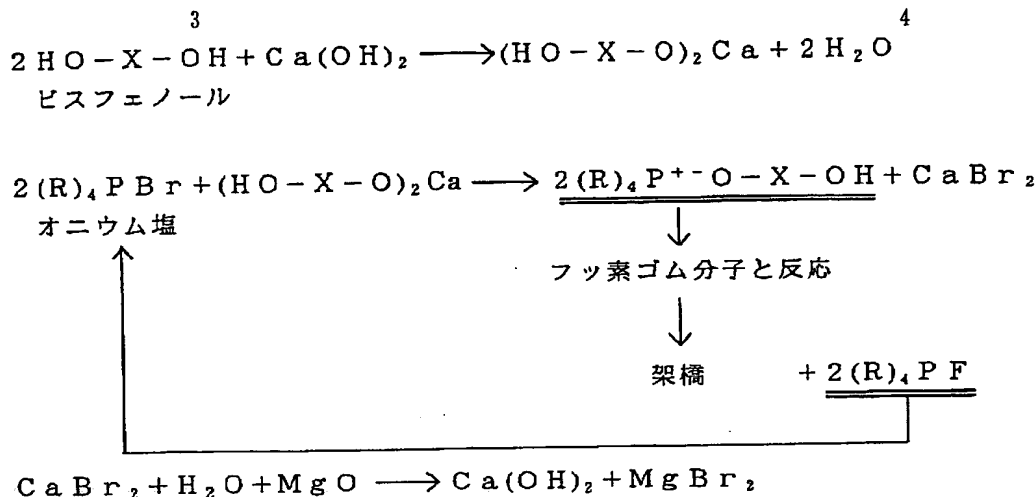 3 4
2HO−X−OH+Ca(OH)₂ ⟶ (HO−X−O)₂Ca+2H₂O
ビスフェノール
2(R)₄PBr+(HO−X−O)₂Ca ⟶ 2(R)₄P⁺⁻O−X−OH+CaBr₂
オニウム塩
フッ素ゴム分子と反応
架橋 +2(R)₄PF
CaBr₂+H₂O+MgO ⟶ Ca(OH)₂+MgBr₂